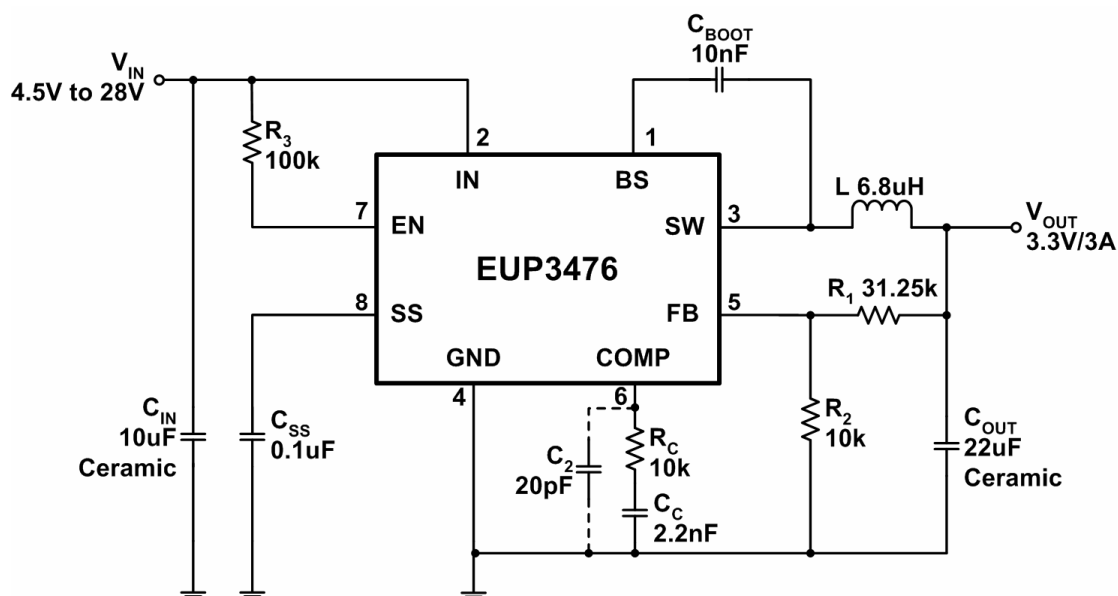 C_BOOT
10nF
V_IN
4.5V to 28V
R_3
100k
2
1
IN
BS
L 6.8uH
7
EN
SW
3
V_OUT
3.3V/3A
EUP3476
R_1 31.25k
8
SS
FB
5
GND
COMP
4
6
C_IN
10uF
Ceramic
C_SS
0.1uF
C_2
20pF
R_C
10k
C_C
2.2nF
R_2
10k
C_OUT
22uF
Ceramic